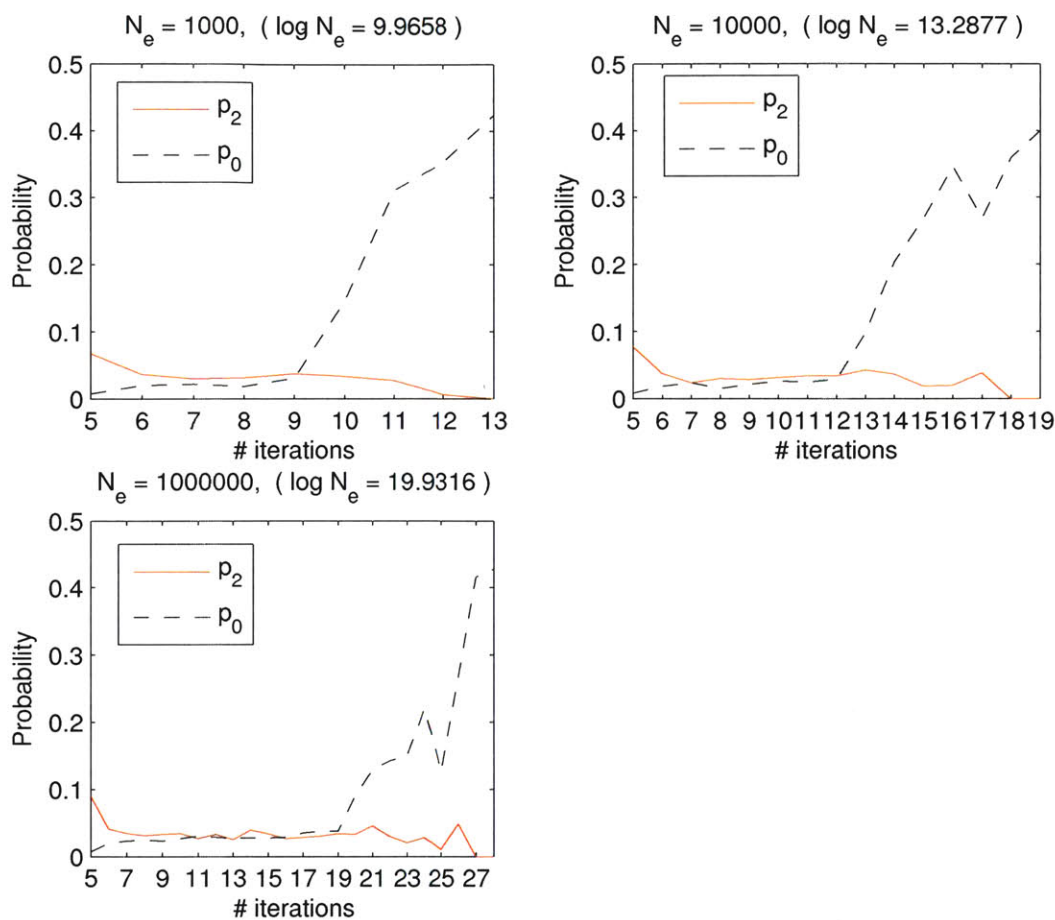 N_e = 1000, ( log N_e = 9.9658 )
0.5
0.4
0.3
0.2
0.1
0
Probability
p_2
p_0
5 6 7 8 9 10 11 12 13
# iterations
N_e = 10000, ( log N_e = 13.2877 )
0.5
0.4
0.3
0.2
0.1
0
Probability
p_2
p_0
5 6 7 8 9 10 11 12 13 14 15 16 17 18 19
# iterations
N_e = 1000000, ( log N_e = 19.9316 )
0.5
0.4
0.3
0.2
0.1
0
Probability
p_2
p_0
5 7 9 11 13 15 17 19 21 23 25 27
# iterations